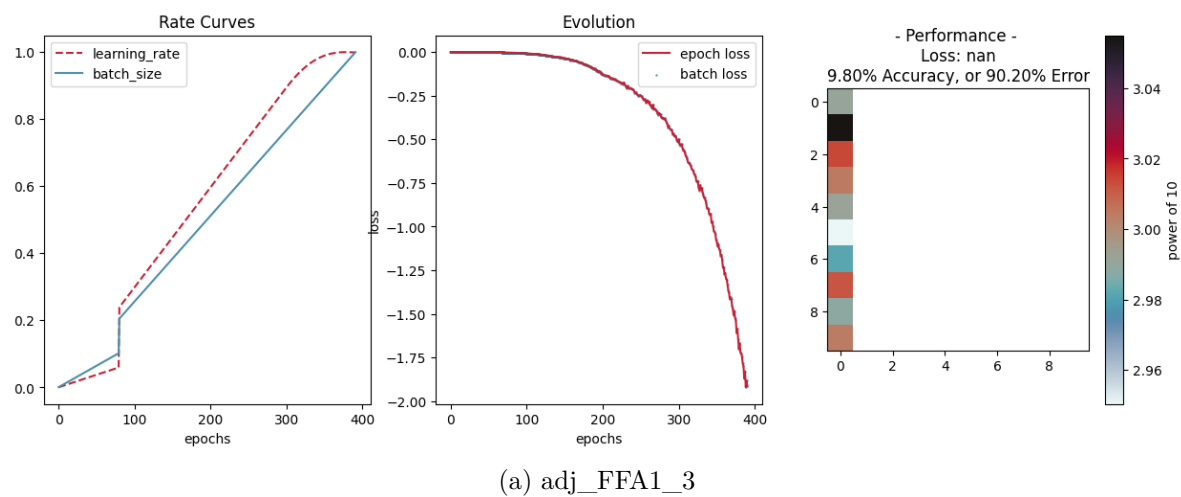 Rate Curves
learning_rate
batch_size
1.0
0.8
0.6
0.4
0.2
0.0
0
100
200
300
400
epochs
Evolution
epoch loss
batch loss
loss
0.00
−0.25
−0.50
−0.75
−1.00
−1.25
−1.50
−1.75
−2.00
0
100
200
300
400
epochs
- Performance -
Loss: nan
9.80% Accuracy, or 90.20% Error
0
2
4
6
8
0
2
4
6
8
3.04
3.02
3.00
2.98
2.96
power of 10
(a) adj_FFA1_3